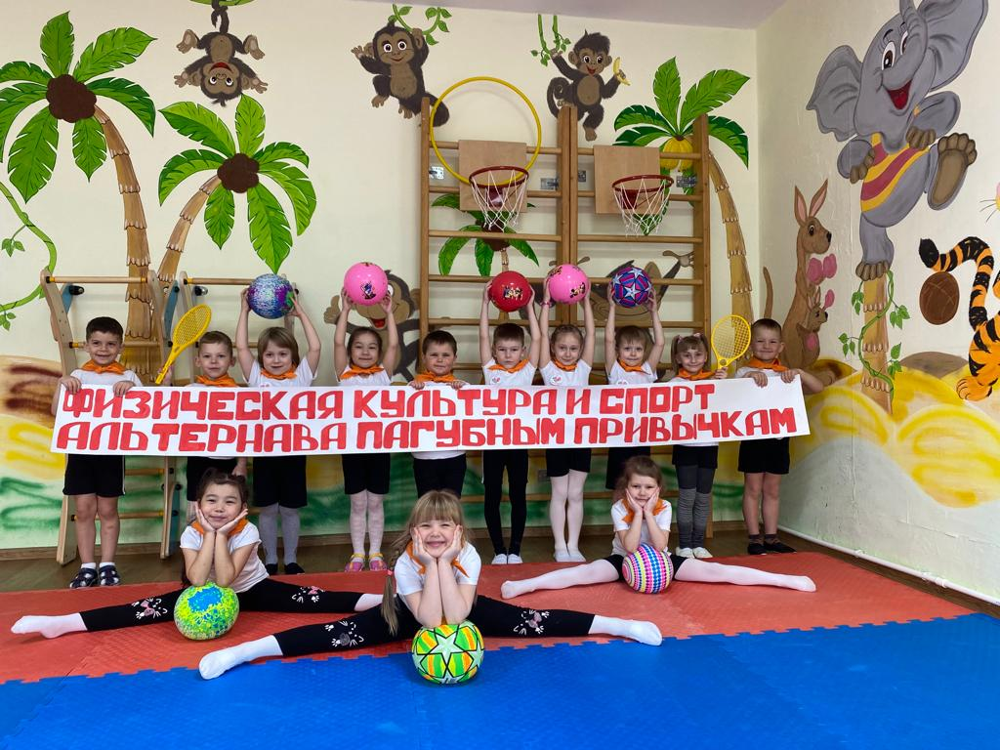 ФИЗИЧЕСКАЯ КУЛЬТУРА И СПОРТ
АЛЬТЕРНАВА ПАГУБНЫМ ПРИВЫЧКАМ